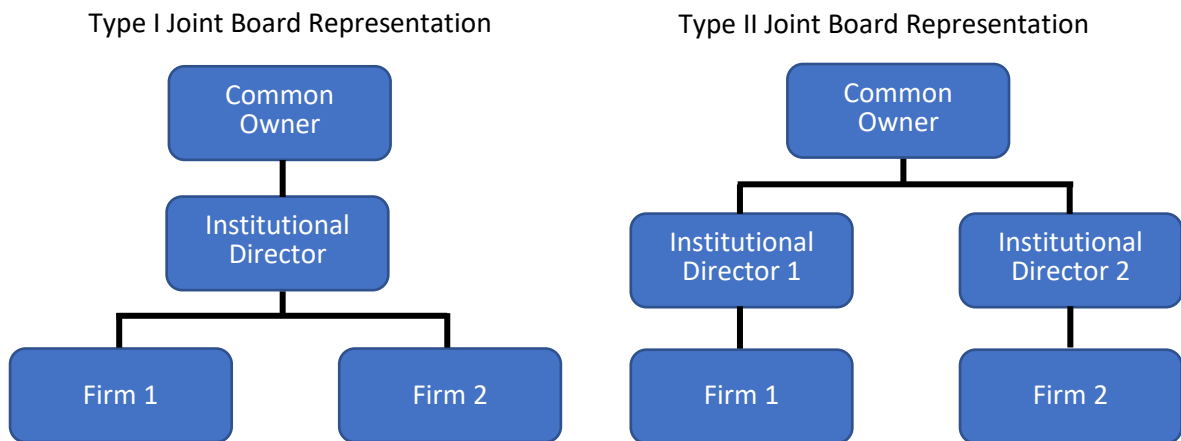 Type I Joint Board Representation
Common
Owner
Institutional
Director
Firm 1
Firm 2
Type II Joint Board Representation
Common
Owner
Institutional
Director 1
Institutional
Director 2
Firm 1
Firm 2